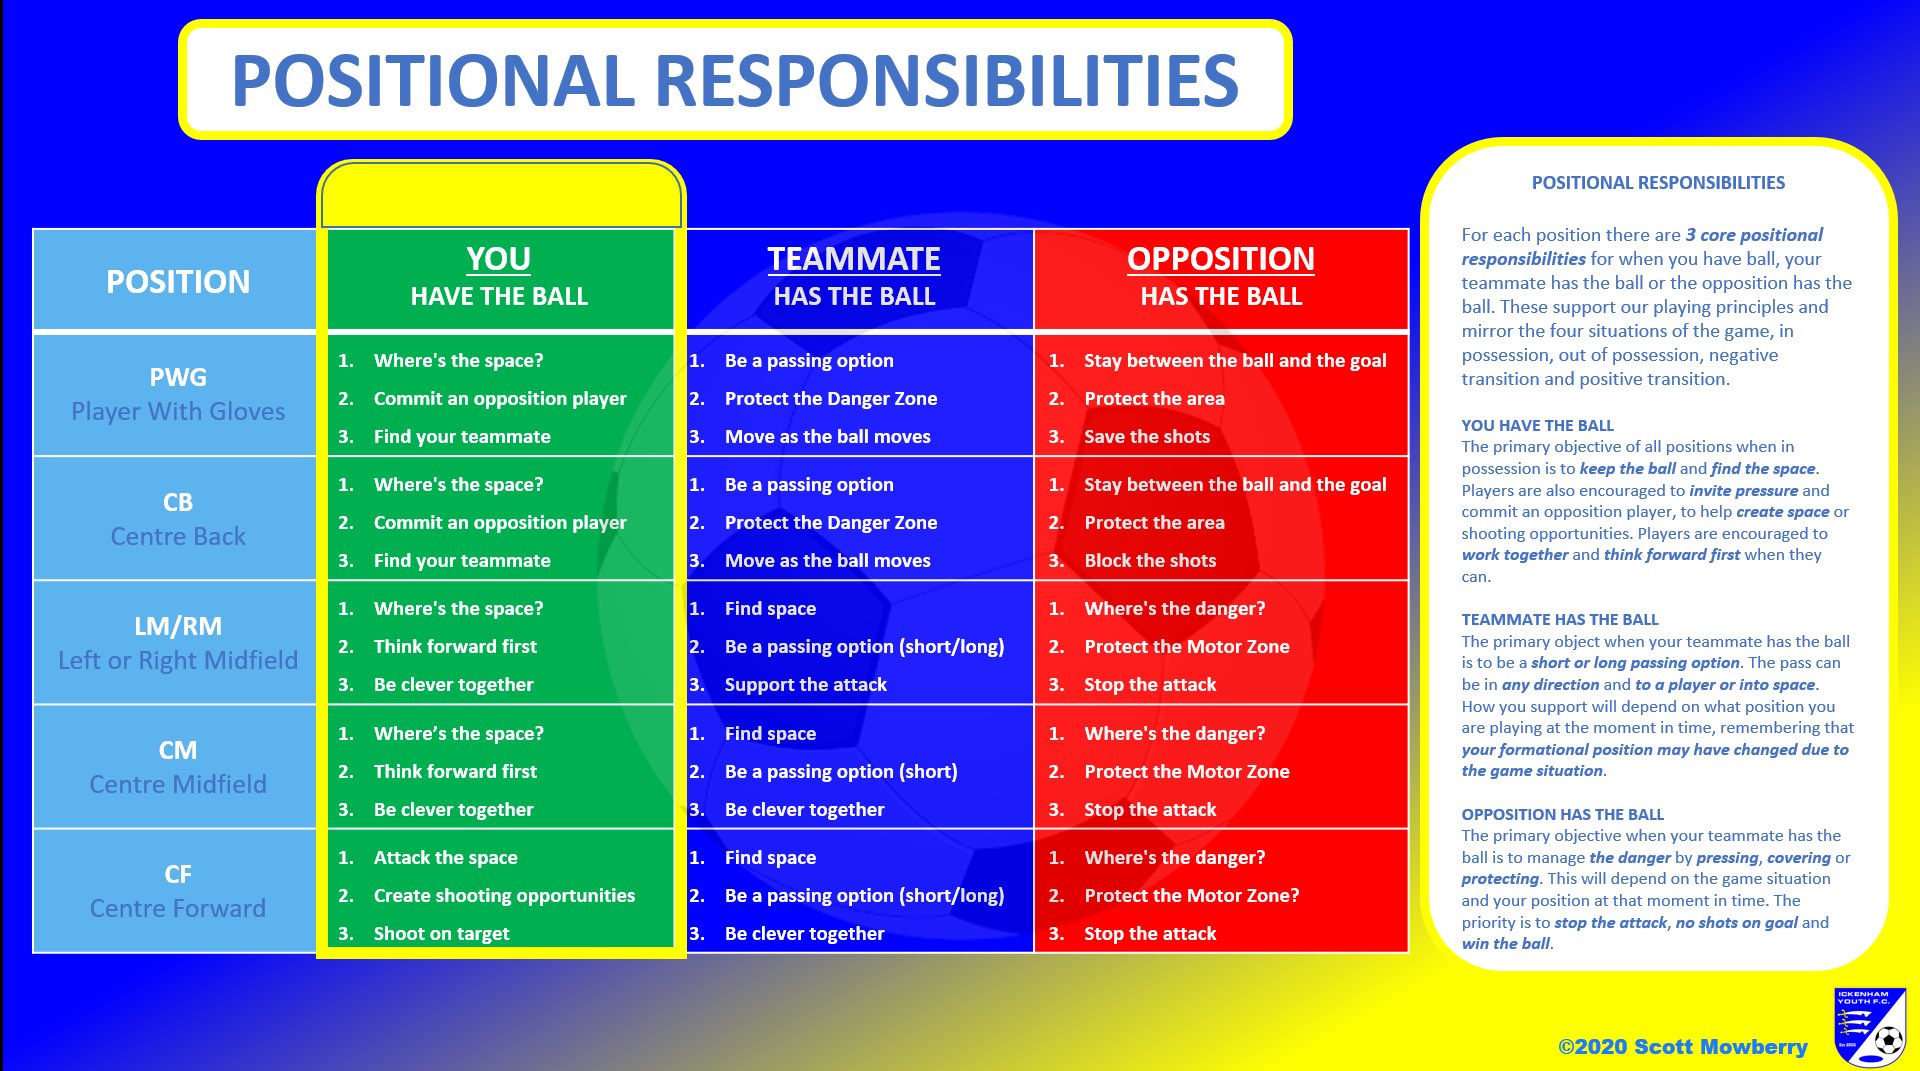 POSITIONAL RESPONSIBILITIES
POSITION
YOU
HAVE THE BALL
TEAMMATE
HAS THE BALL
OPPOSITION
HAS THE BALL
PWG
Player With Gloves
1. Where's the space?
2. Commit an opposition player
3. Find your teammate
1. Be a passing option
2. Protect the Danger Zone
3. Move as the ball moves
1. Stay between the ball and the goal
2. Protect the area
3. Save the shots
CB
Centre Back
1. Where's the space?
2. Commit an opposition player
3. Find your teammate
1. Be a passing option
2. Protect the Danger Zone
3. Move as the ball moves
1. Stay between the ball and the goal
2. Protect the area
3. Block the shots
LM/RM
Left or Right Midfield
1. Where's the space?
2. Think forward first
3. Be clever together
1. Find space
2. Be a passing option (short/long)
3. Support the attack
1. Where's the danger?
2. Protect the Motor Zone
3. Stop the attack
CM
Centre Midfield
1. Where’s the space?
2. Think forward first
3. Be clever together
1. Find space
2. Be a passing option (short)
3. Be clever together
1. Where's the danger?
2. Protect the Motor Zone
3. Stop the attack
CF
Centre Forward
1. Attack the space
2. Create shooting opportunities
3. Shoot on target
1. Find space
2. Be a passing option (short/long)
3. Be clever together
1. Where's the danger?
2. Protect the Motor Zone?
3. Stop the attack
POSITIONAL RESPONSIBILITIES
For each position there are 3 core positional
responsibilities for when you have ball, your
teammate has the ball or the opposition has the
ball. These support our playing principles and
mirror the four situations of the game, in
possession, out of possession, negative
transition and positive transition.
YOU HAVE THE BALL
The primary objective of all positions when in
possession is to keep the ball and find the space.
Players are also encouraged to invite pressure and
commit an opposition player, to help create space or
shooting opportunities. Players are encouraged to
work together and think forward first when they
can.
TEAMMATE HAS THE BALL
The primary object when your teammate has the ball
is to be a short or long passing option. The pass can
be in any direction and to a player or into space.
How you support will depend on what position you
are playing at the moment in time, remembering that
your formational position may have changed due to
the game situation.
OPPOSITION HAS THE BALL
The primary objective when your teammate has the
ball is to manage the danger by pressing, covering or
protecting. This will depend on the game situation
and your position at that moment in time. The
priority is to stop the attack, no shots on goal and
win the ball.
ICKENHAM
YOUTH F.C.
©2020 Scott Mowberry